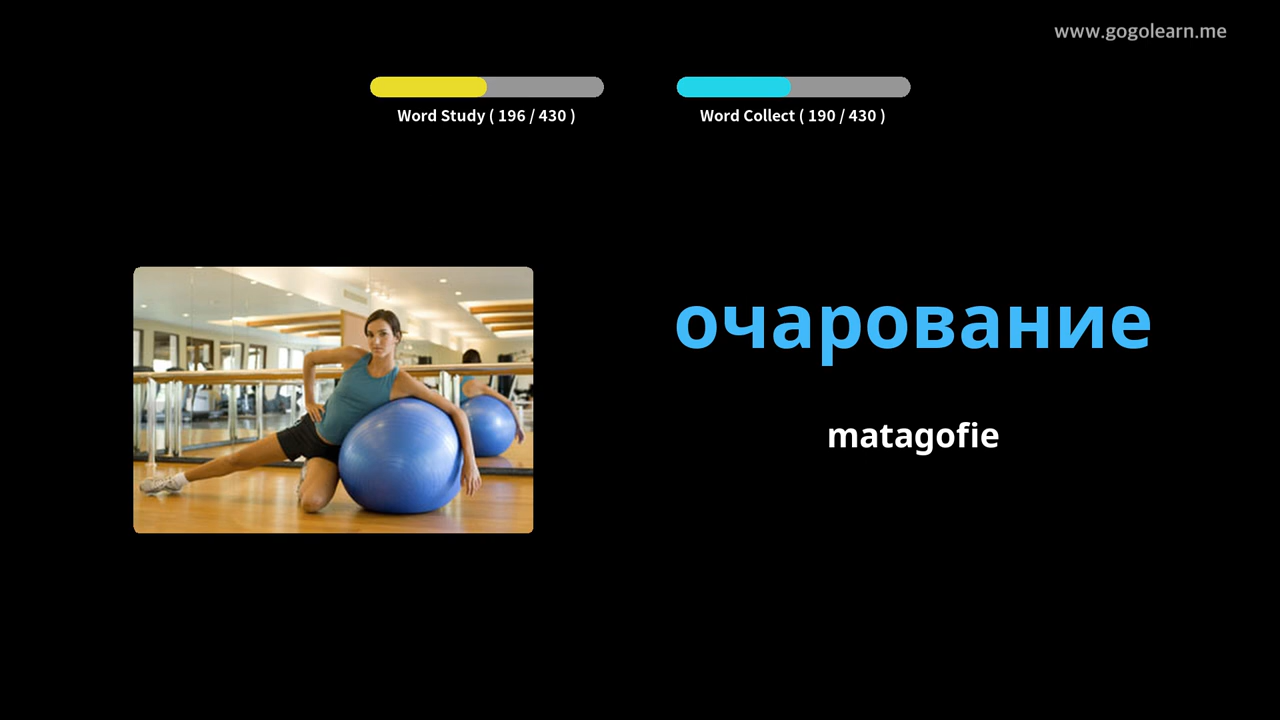 www.gogolearn.me
Word Study ( 196 / 430 )
Word Collect ( 190 / 430 )
очарование
matagofie